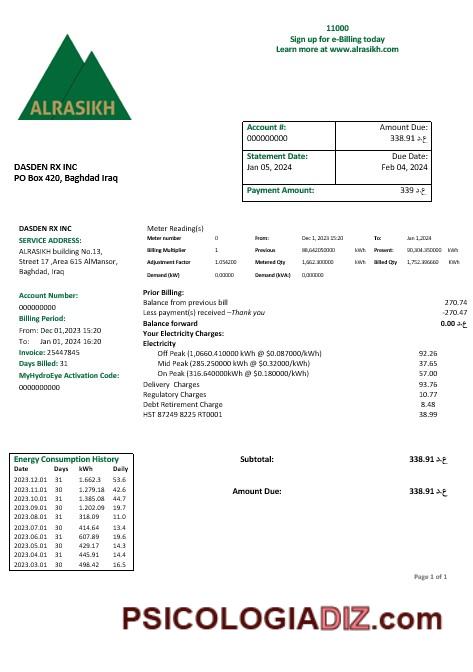 11000
Sign up for e-Billing today
Learn more at www.alrasikh.com
ALRASIKH
Account #:
000000000
Amount Due:
338.91 ع.د
Statement Date:
Jan 05, 2024
Due Date:
Feb 04, 2024
Payment Amount: 339 ع.د
DASDEN RX INC
PO Box 420, Baghdad Iraq
DASDEN RX INC
SERVICE ADDRESS:
ALRASIKH building No.13,
Street 17 ,Area 615 AlMansor,
Baghdad, Iraq
Account Number:
000000000
Billing Period:
From: Dec 01,2023 15:20
To: Jan 01, 2024 16:20
Invoice: 25447845
Days Billed: 31
MyHydroEye Activation Code:
0000000000
Meter Reading(s)
Meter number 0 From: Dec 1, 2023 15:20 To: Jan 1,2024
Billing Multiplier 1 Previous 88,642050000 kWh Present: 90,304.350000 kWh
Adjustment Factor 1.054200 Metered Qty 1,662.300000 kWh Billed Qty 1,752.396660 kWh
Demand (kW) 0,00000 Demand (kVA:) 0,000000
Prior Billing:
Balance from previous bill 270.74
Less payment(s) received –Thank you -270.47
Balance forward 0.00 ع.د
Your Electricity Charges:
Electricity
Off Peak (1,0660.410000 kWh @ $0.087000/kWh) 92.26
Mid Peak (285.250000 kWh @ $0.32000/kWh) 37.65
On Peak (316.640000kWh @ $0.180000/kWh) 57.00
Delivery Charges 93.76
Regulatory Charges 10.77
Debt Retirement Charge 8.48
HST 87249 8225 RT0001 38.99
Energy Consumption History
Date Days kWh Daily
2023.12.01 31 1.662.3 53.6
2023.11.01 30 1.279.18 42.6
2023.10.01 31 1.385.08 44.7
2023.09.01 30 1.202.09 19.7
2023.08.01 31 318.09 11.0
2023.07.01 30 414.64 13.4
2023.06.01 31 607.89 19.6
2023.05.01 30 429.17 14.3
2023.04.01 31 445.91 14.4
2023.03.01 30 498.42 16.5
Subtotal: 338.91 ع.د
Amount Due: 338.91 ع.د
Page 1 of 1
PSICOLOGIADIZ.com